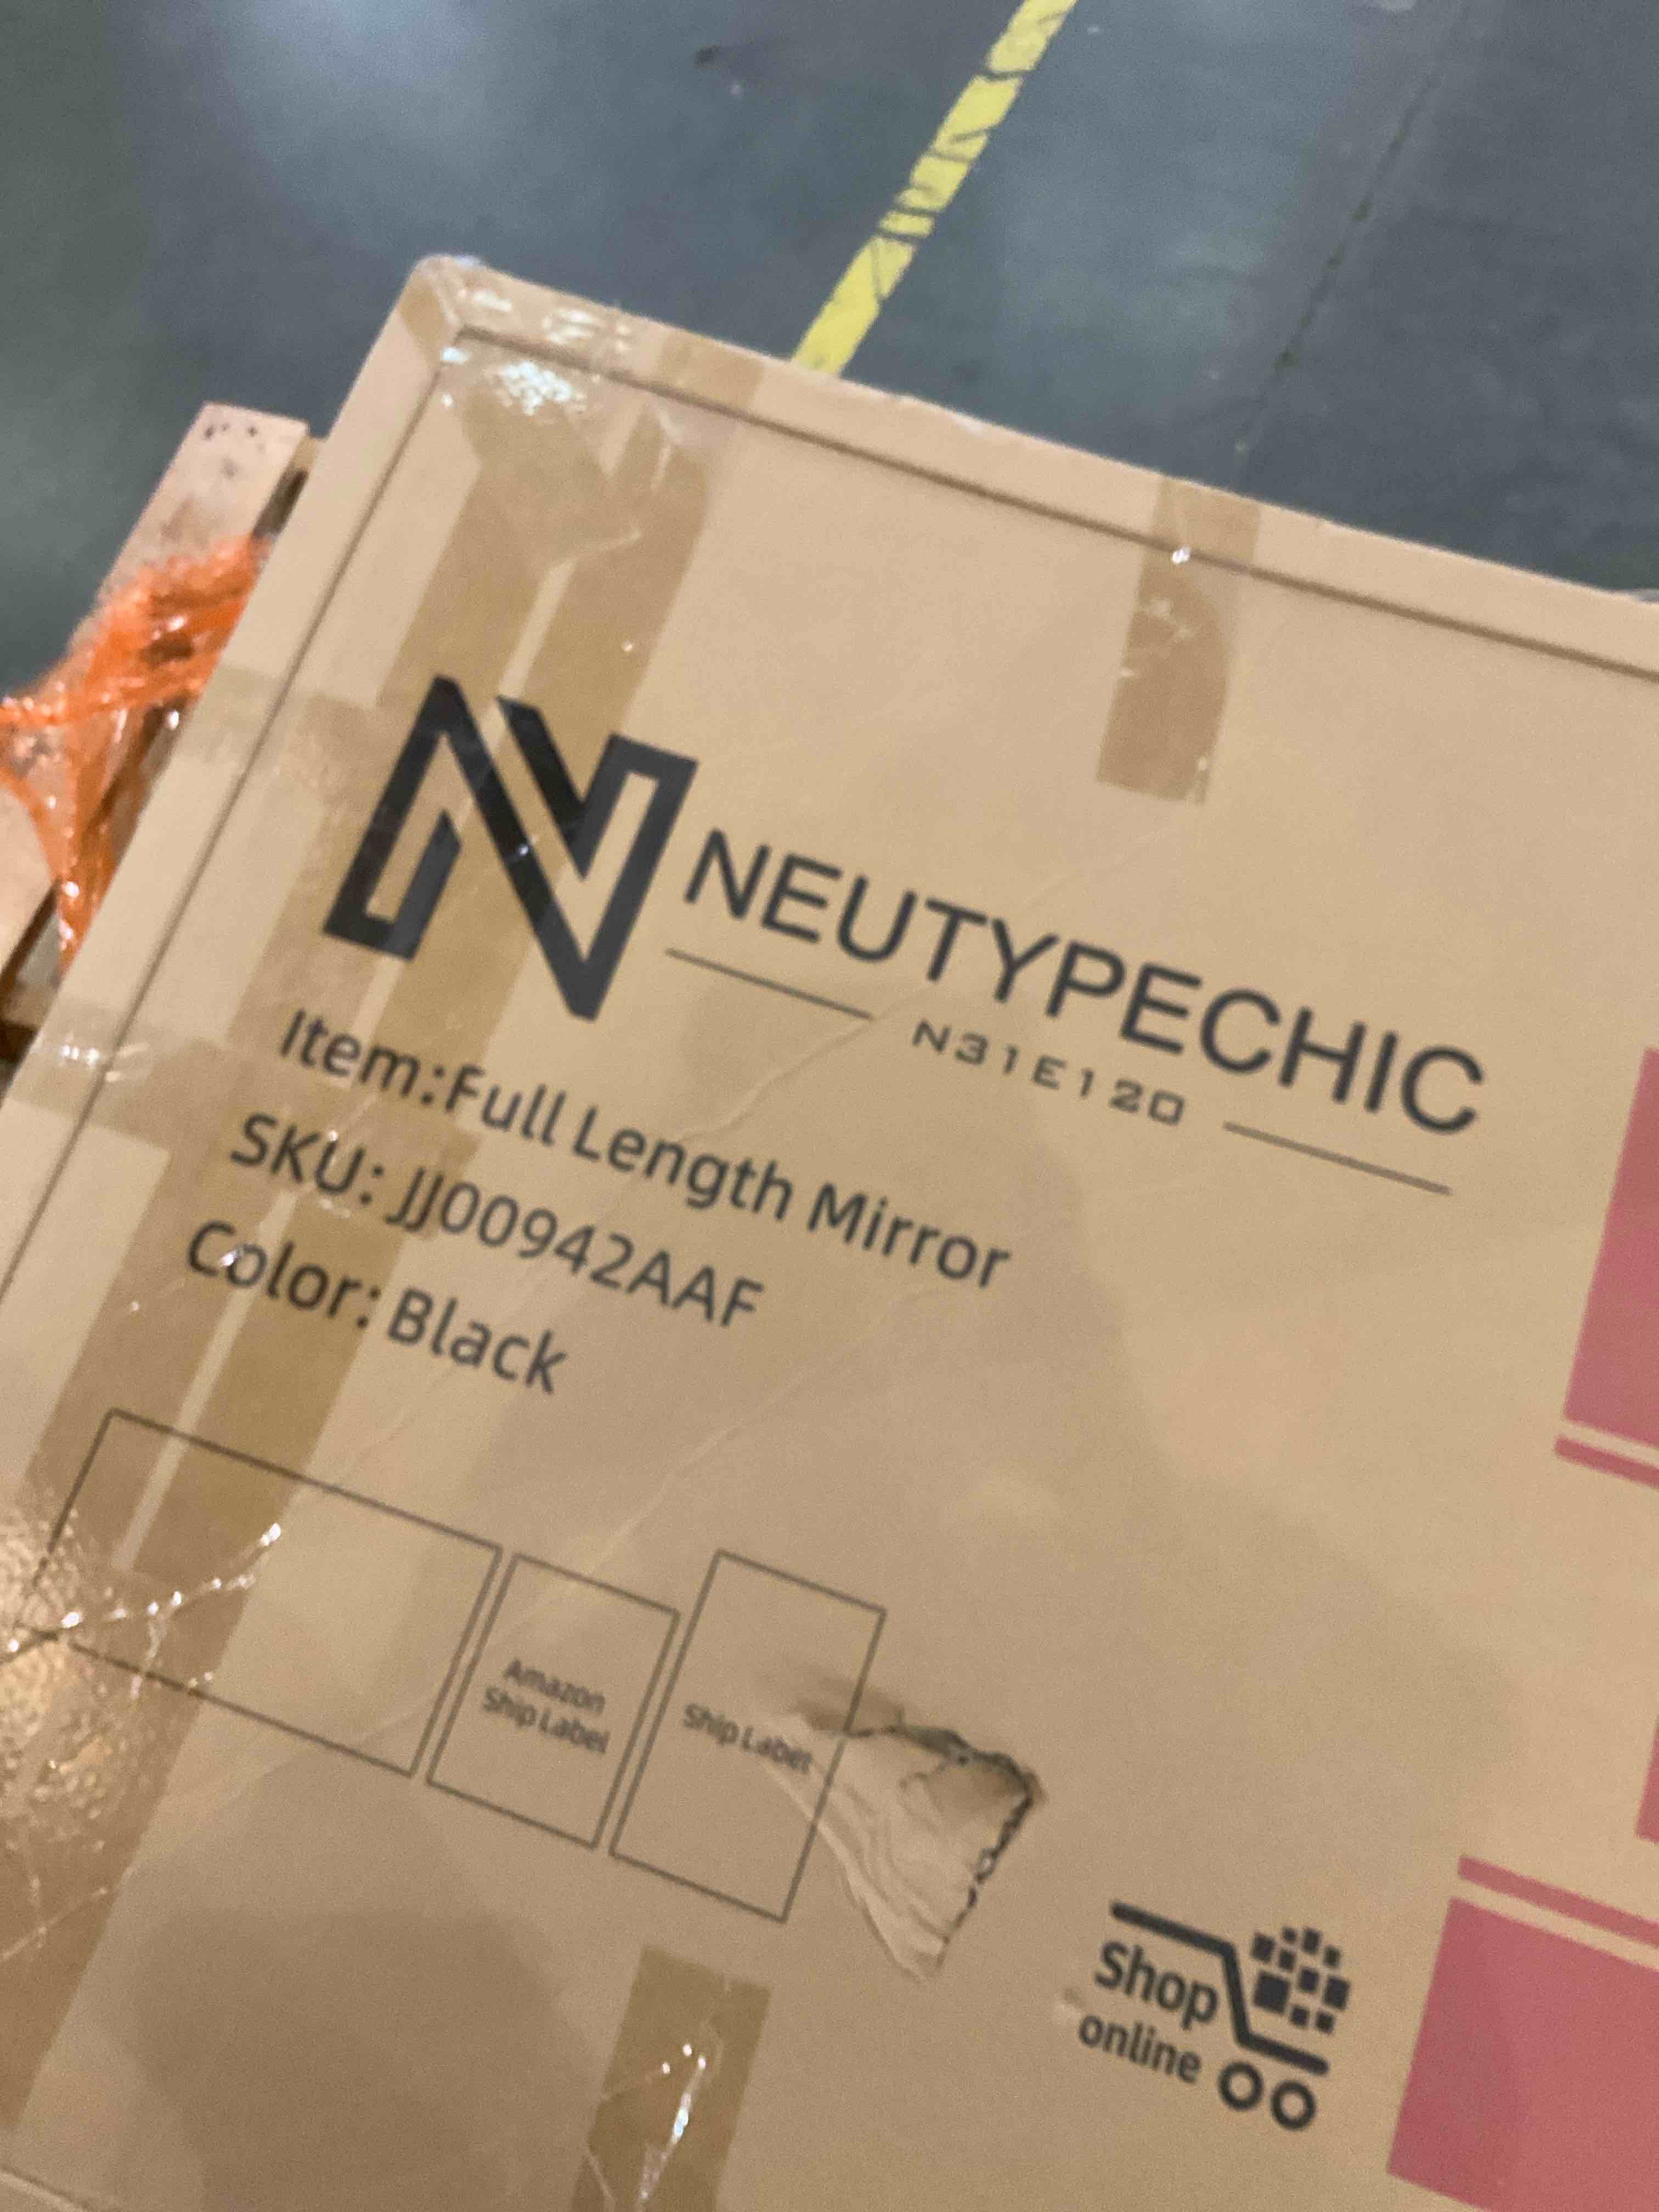 NEUTYPECHIC
N31E120
Item:Full Length Mirror
SKU: JJ00942AAF
Color: Black
Amazon
Ship Label
Ship Label
Shop
online